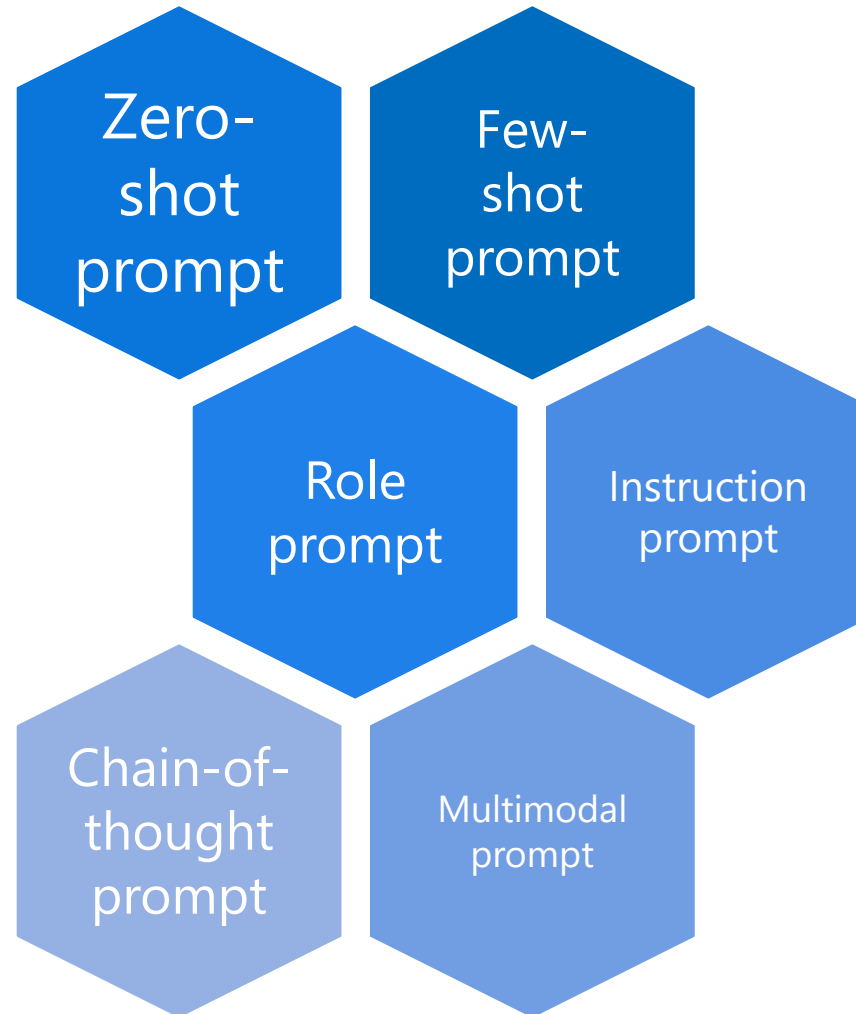 Zero-
shot
prompt
Few-
shot
prompt
Role
prompt
Instruction
prompt
Chain-of-
thought
prompt
Multimodal
prompt